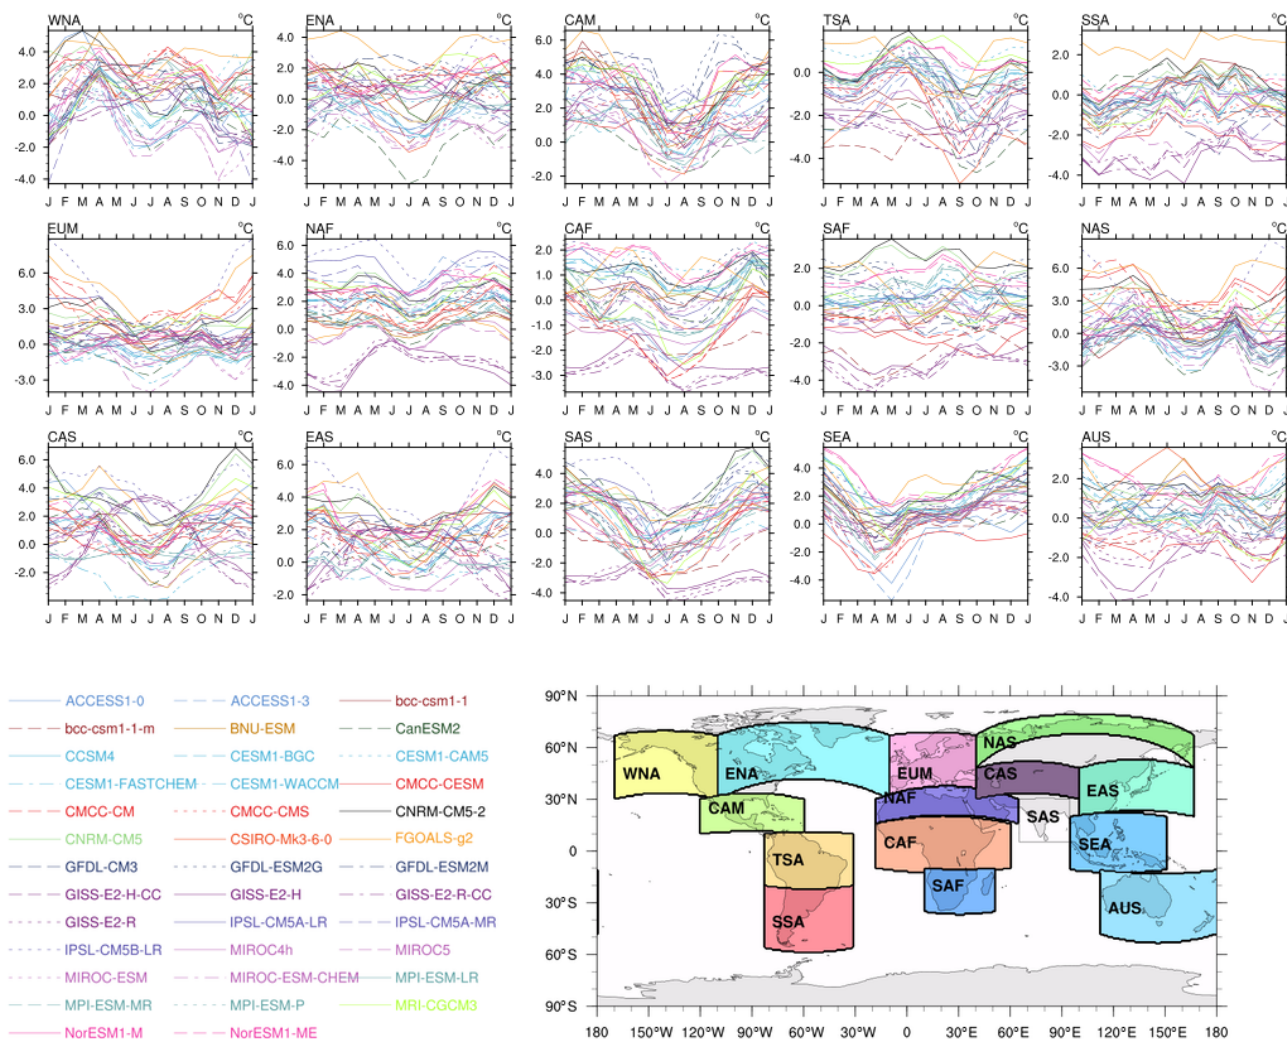 WNA °C ENA °C CAM °C TSA °C SSA °C
4.0 2.0 0.0 -2.0 -4.0
4.0 2.0 0.0 -2.0 -4.0
6.0 4.0 2.0 0.0 -2.0
0.0 -2.0 -4.0
2.0 0.0 -2.0 -4.0
J F M A M J J A S O N D J
J F M A M J J A S O N D J
J F M A M J J A S O N D J
J F M A M J J A S O N D J
J F M A M J J A S O N D J
EUM °C NAF °C CAF °C SAF °C NAS °C
6.0 3.0 0.0 -3.0
6.0 4.0 2.0 0.0 -2.0 -4.0
2.0 1.0 0.0 -1.0 -2.0 -3.0
2.0 0.0 -2.0 -4.0
6.0 3.0 0.0 -3.0
J F M A M J J A S O N D J
J F M A M J J A S O N D J
J F M A M J J A S O N D J
J F M A M J J A S O N D J
J F M A M J J A S O N D J
CAS °C EAS °C SAS °C SEA °C AUS °C
6.0 4.0 2.0 0.0 -2.0
6.0 4.0 2.0 0.0 -2.0
4.0 2.0 0.0 -2.0 -4.0
4.0 2.0 0.0 -2.0 -4.0
2.0 0.0 -2.0 -4.0
J F M A M J J A S O N D J
J F M A M J J A S O N D J
J F M A M J J A S O N D J
J F M A M J J A S O N D J
J F M A M J J A S O N D J
ACCESS1-0 ACCESS1-3 bcc-csm1-1
bcc-csm1-1-m BNU-ESM CanESM2
CCSM4 CESM1-BGC CESM1-CAM5
CESM1-FASTCHEM CESM1-WACCM CMCC-CESM
CMCC-CM CMCC-CMS CNRM-CM5-2
CNRM-CM5 CSIRO-Mk3-6-0 FGOALS-g2
GFDL-CM3 GFDL-ESM2G GFDL-ESM2M
GISS-E2-H-CC GISS-E2-H GISS-E2-R-CC
GISS-E2-R IPSL-CM5A-LR IPSL-CM5A-MR
IPSL-CM5B-LR MIROC4h MIROC5
MIROC-ESM MIROC-ESM-CHEM MPI-ESM-LR
MPI-ESM-MR MPI-ESM-P MRI-CGCM3
NorESM1-M NorESM1-ME
90°N
60°N
30°N
0
30°S
60°S
90°S
NAS
WNA ENA EUM CAS
EAS
NAF
CAM SAS
CAF SEA
TSA
SAF
AUS
SSA
180 150°W 120°W 90°W 60°W 30°W 0 30°E 60°E 90°E 120°E 150°E 180